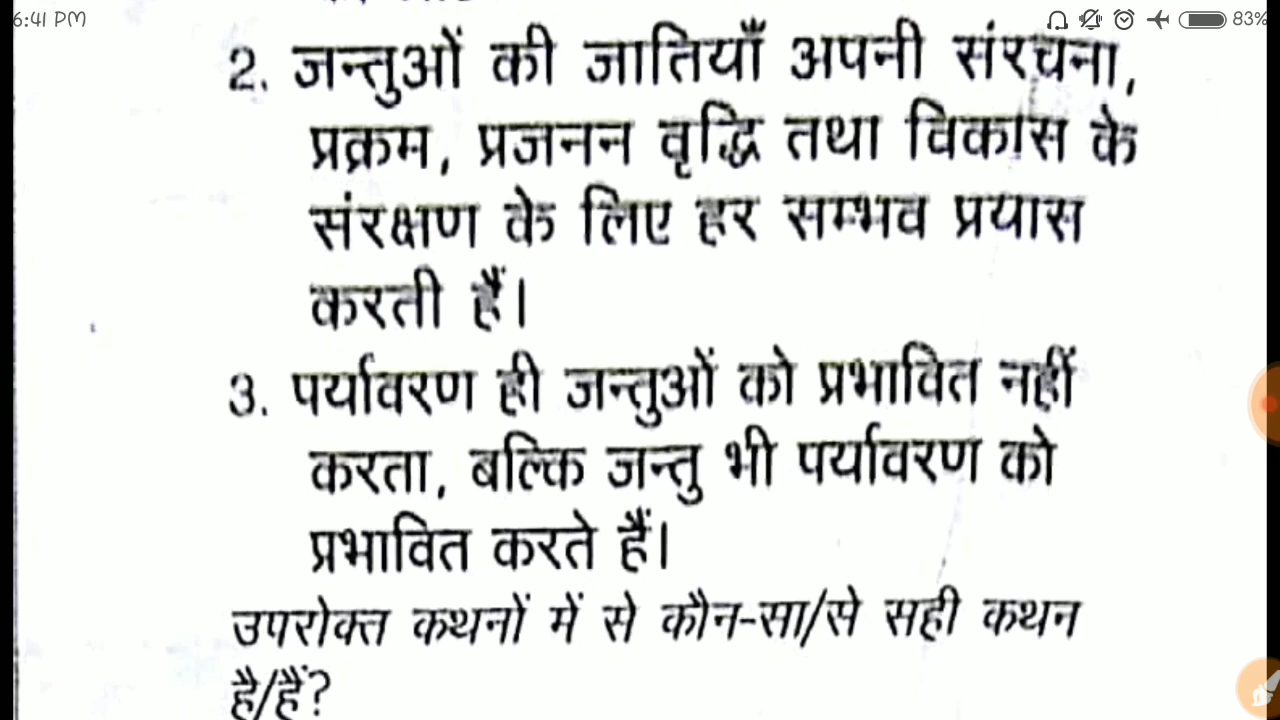 6:41 PM 83%
2. जन्तुओं की जातियाँ अपनी संरचना,
प्रक्रम, प्रजनन वृद्धि तथा विकास के
संरक्षण के लिए हर सम्भव प्रयास
करती हैं।
3. पर्यावरण ही जन्तुओं को प्रभावित नहीं
करता, बल्कि जन्तु भी पर्यावरण को
प्रभावित करते हैं।
उपरोक्त कथनों में से कौन-सा/से सही कथन
है/हैं?